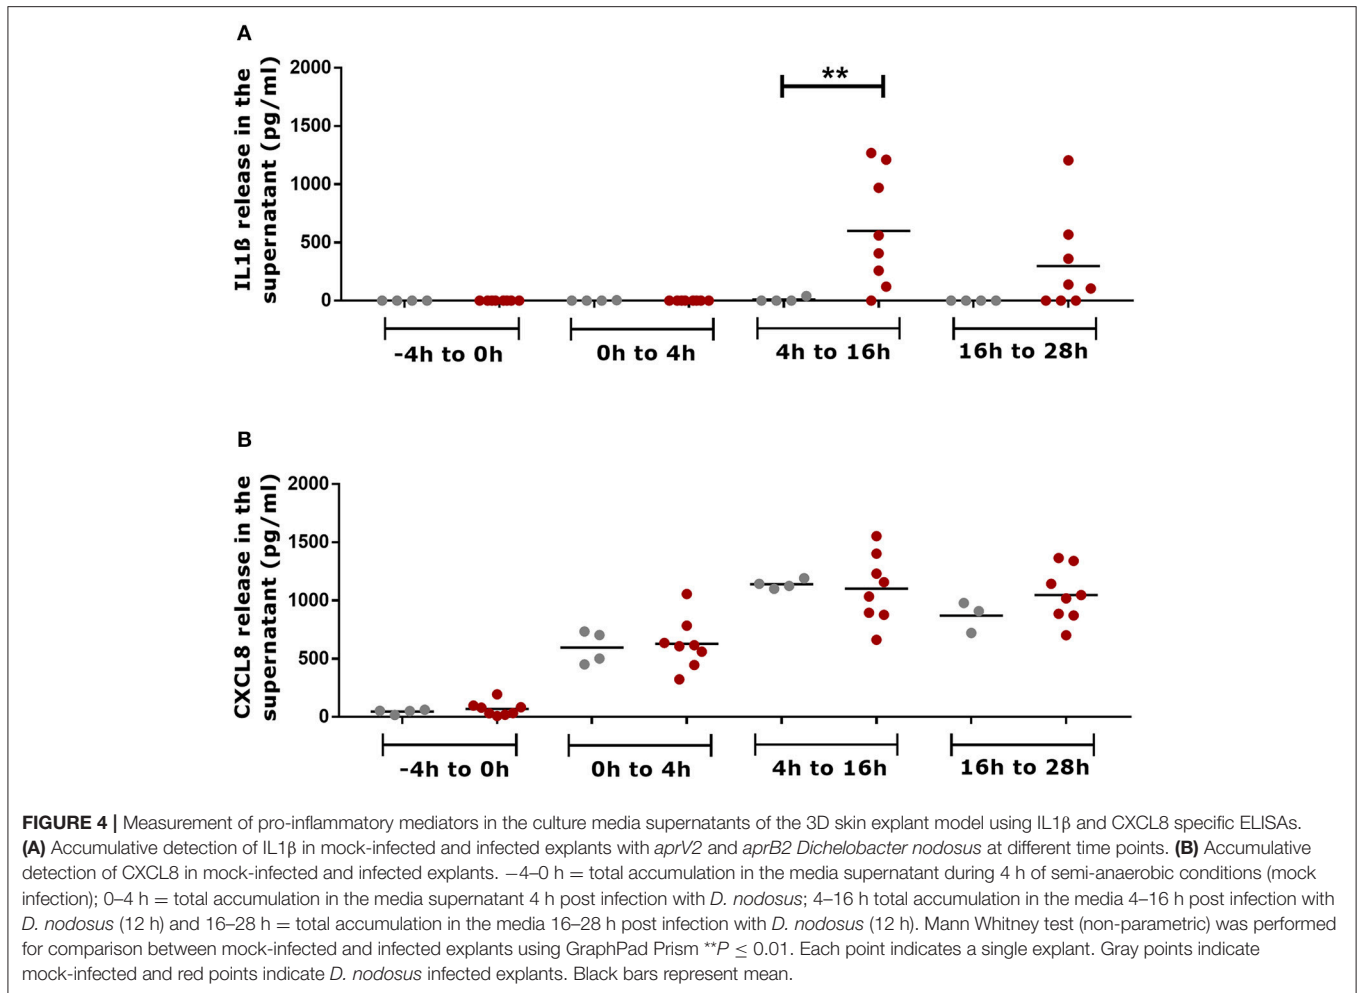 A
IL1ß release in the
supernatant (pg/ml)
2000
1500
1000
500
0
**
-4h to 0h
0h to 4h
4h to 16h
16h to 28h
B
CXCL8 release in the
supernatant (pg/ml)
2000
1500
1000
500
0
-4h to 0h
0h to 4h
4h to 16h
16h to 28h
FIGURE 4 | Measurement of pro-inflammatory mediators in the culture media supernatants of the 3D skin explant model using IL1β and CXCL8 specific ELISAs.
(A) Accumulative detection of IL1β in mock-infected and infected explants with aprV2 and aprB2 Dichelobacter nodosus at different time points. (B) Accumulative
detection of CXCL8 in mock-infected and infected explants. −4–0 h = total accumulation in the media supernatant during 4 h of semi-anaerobic conditions (mock
infection); 0–4 h = total accumulation in the media supernatant 4 h post infection with D. nodosus; 4–16 h total accumulation in the media 4–16 h post infection with
D. nodosus (12 h) and 16–28 h = total accumulation in the media 16–28 h post infection with D. nodosus (12 h). Mann Whitney test (non-parametric) was performed
for comparison between mock-infected and infected explants using GraphPad Prism **P ≤ 0.01. Each point indicates a single explant. Gray points indicate
mock-infected and red points indicate D. nodosus infected explants. Black bars represent mean.